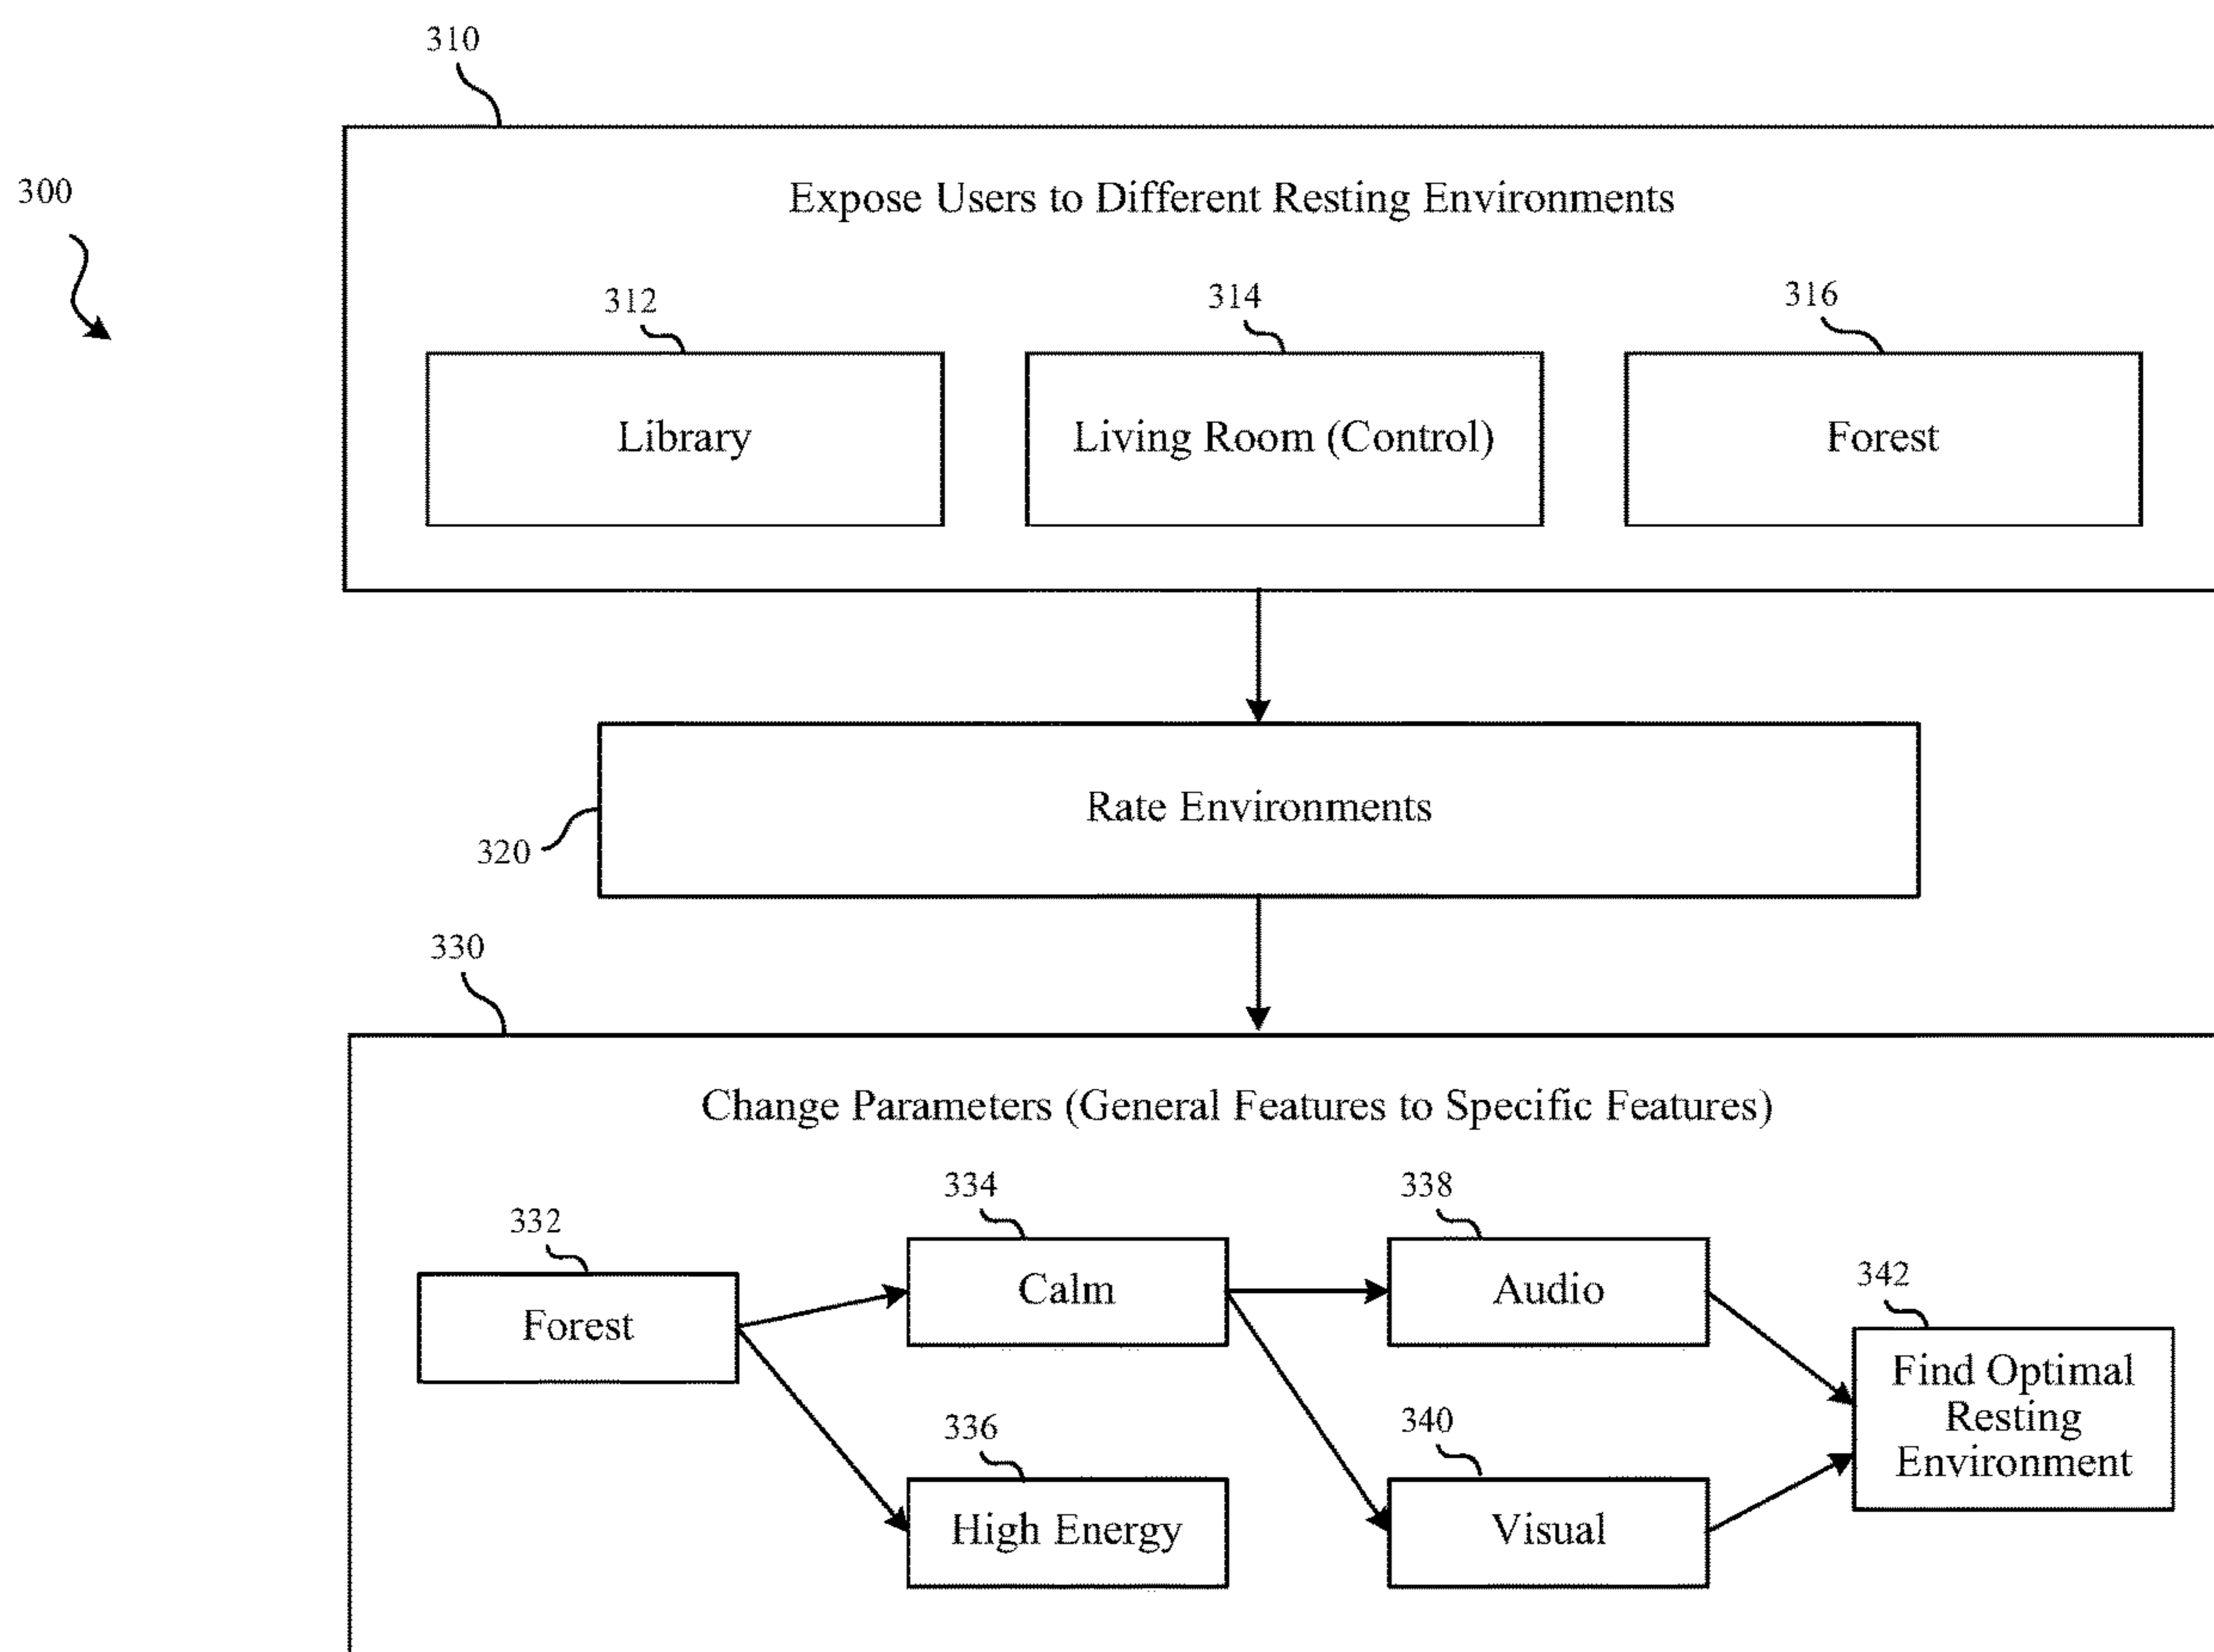 310
300
Expose Users to Different Resting Environments
312
314
316
Library
Living Room (Control)
Forest
Rate Environments
320
330
Change Parameters (General Features to Specific Features)
334
338
332
342
Calm
Audio
Forest
Find Optimal
Resting
Environment
336
340
High Energy
Visual